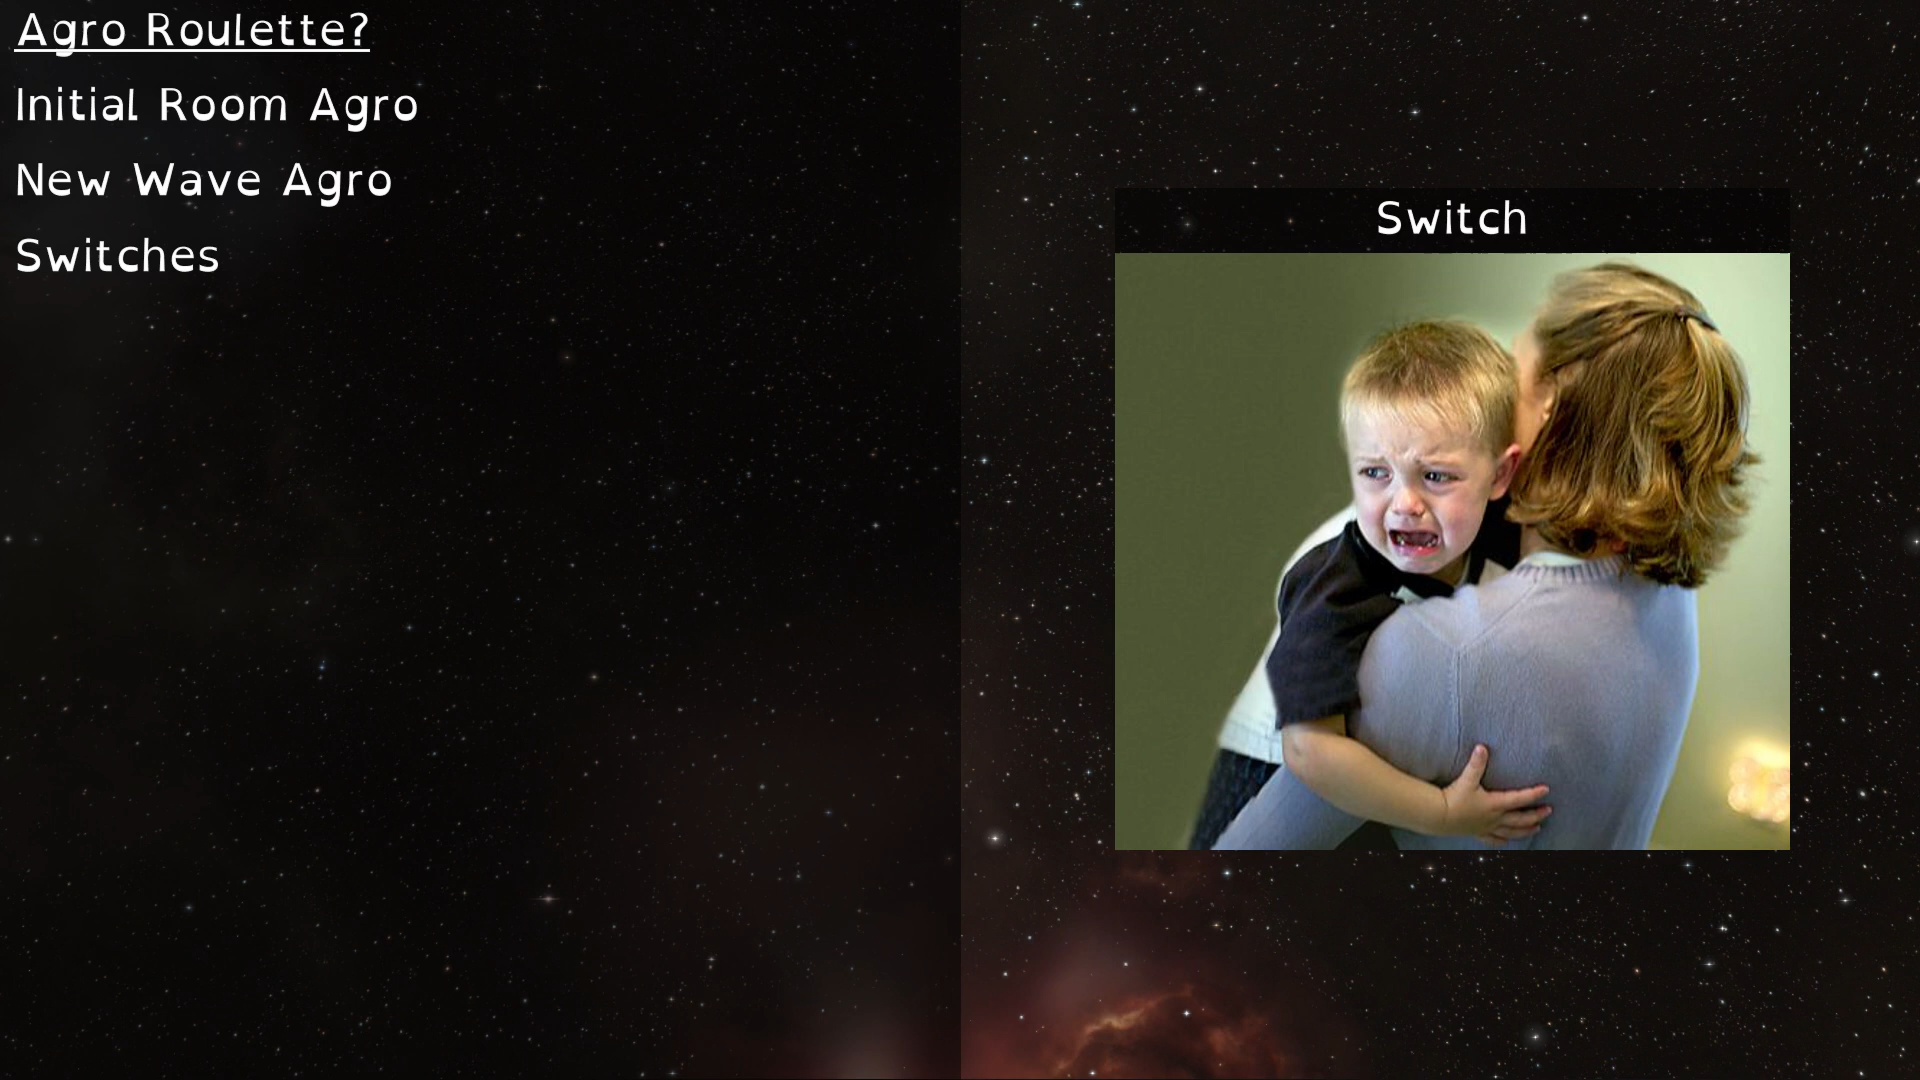 Agro Roulette?
Initial Room Agro
New Wave Agro
Switches
Switch